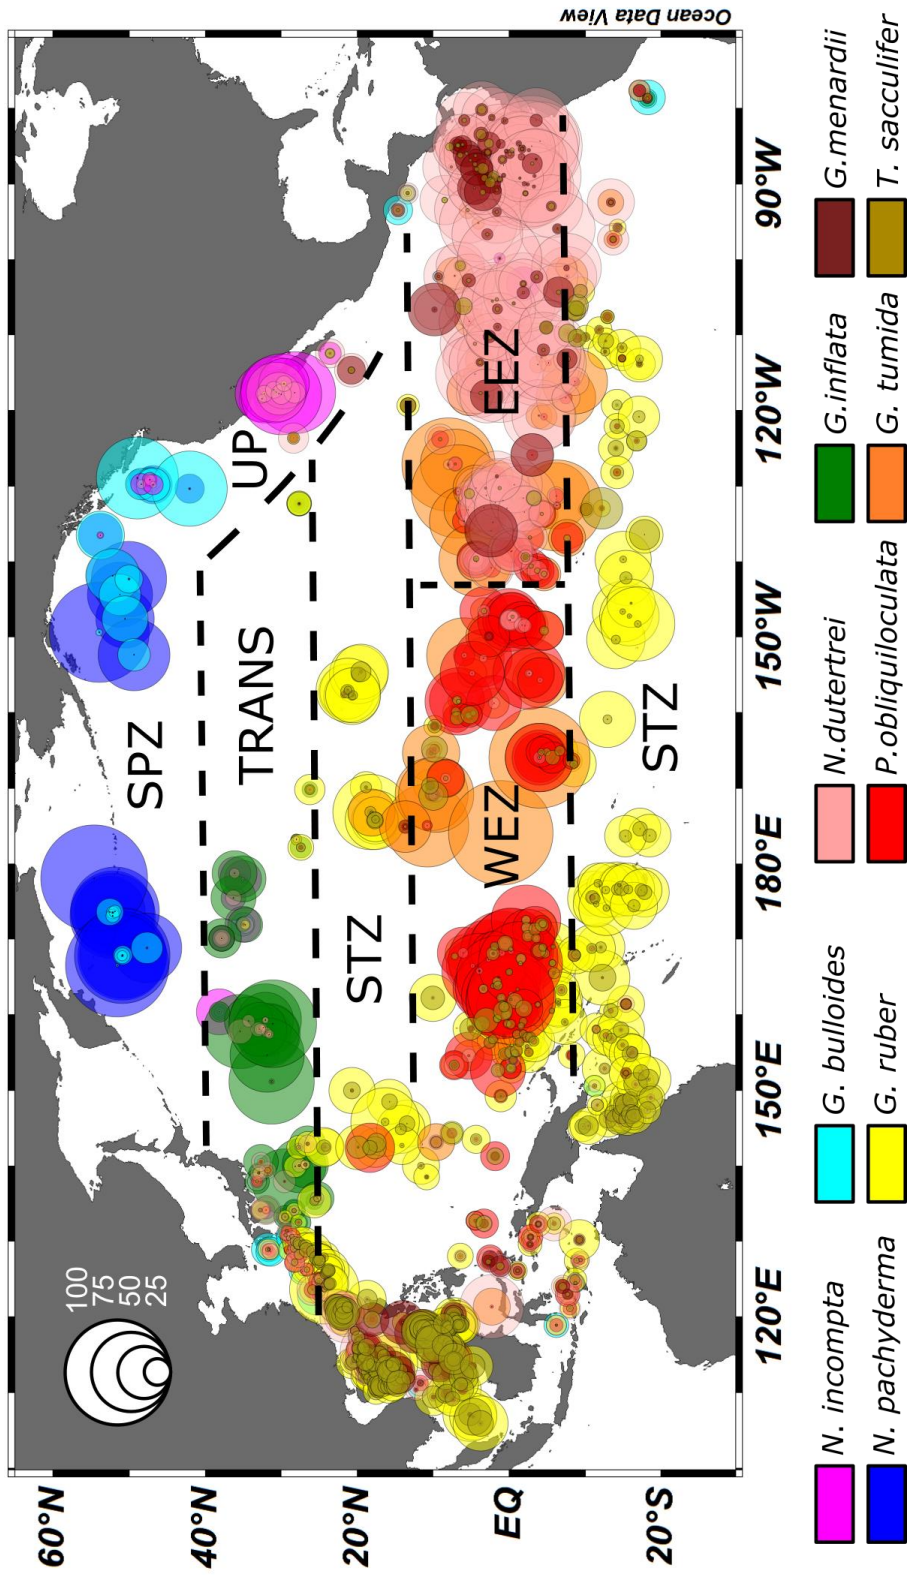 Ocean Data View
100
75
50
25
60°N
40°N
20°N
EQ
20°S
SPZ
UP
TRANS
STZ
WEZ
EEZ
STZ
120°E
150°E
180°E
150°W
120°W
90°W
N. incompta
G. bulloides
N.dutertrei
G.inflata
G.menardii
N. pachyderma
G. ruber
P.obliquiloculata
G. tumida
T. sacculifer